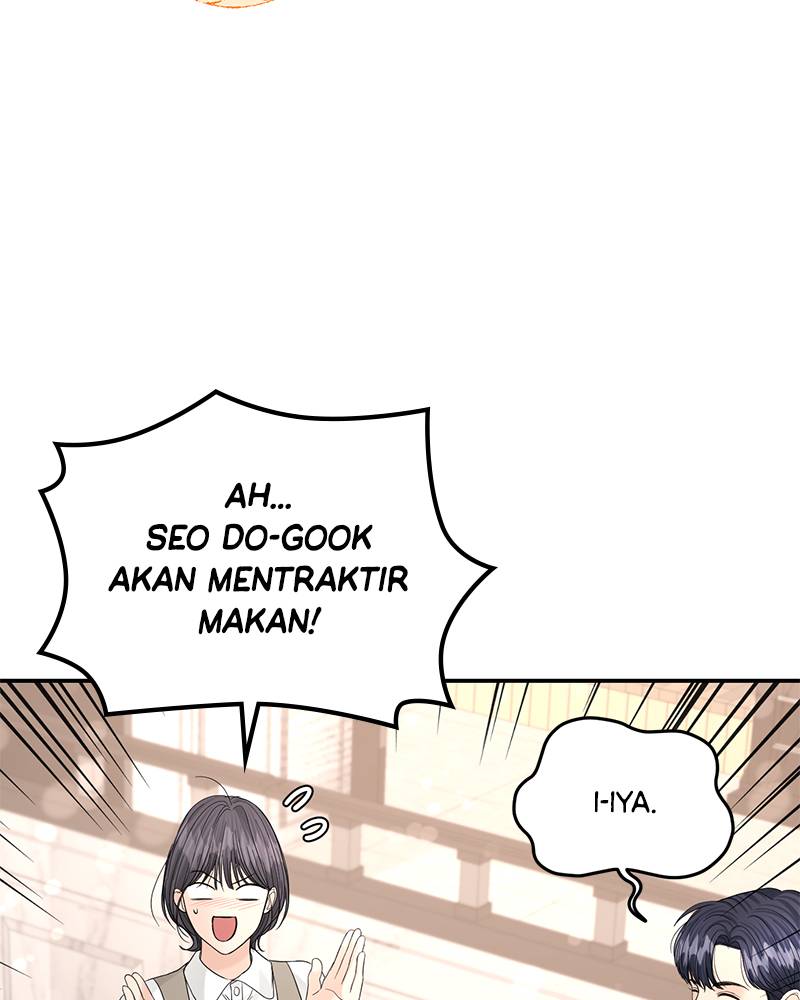 AH...
SEO DO-GOOK
AKAN MENTRAKTIR
MAKAN!
I-IYA.